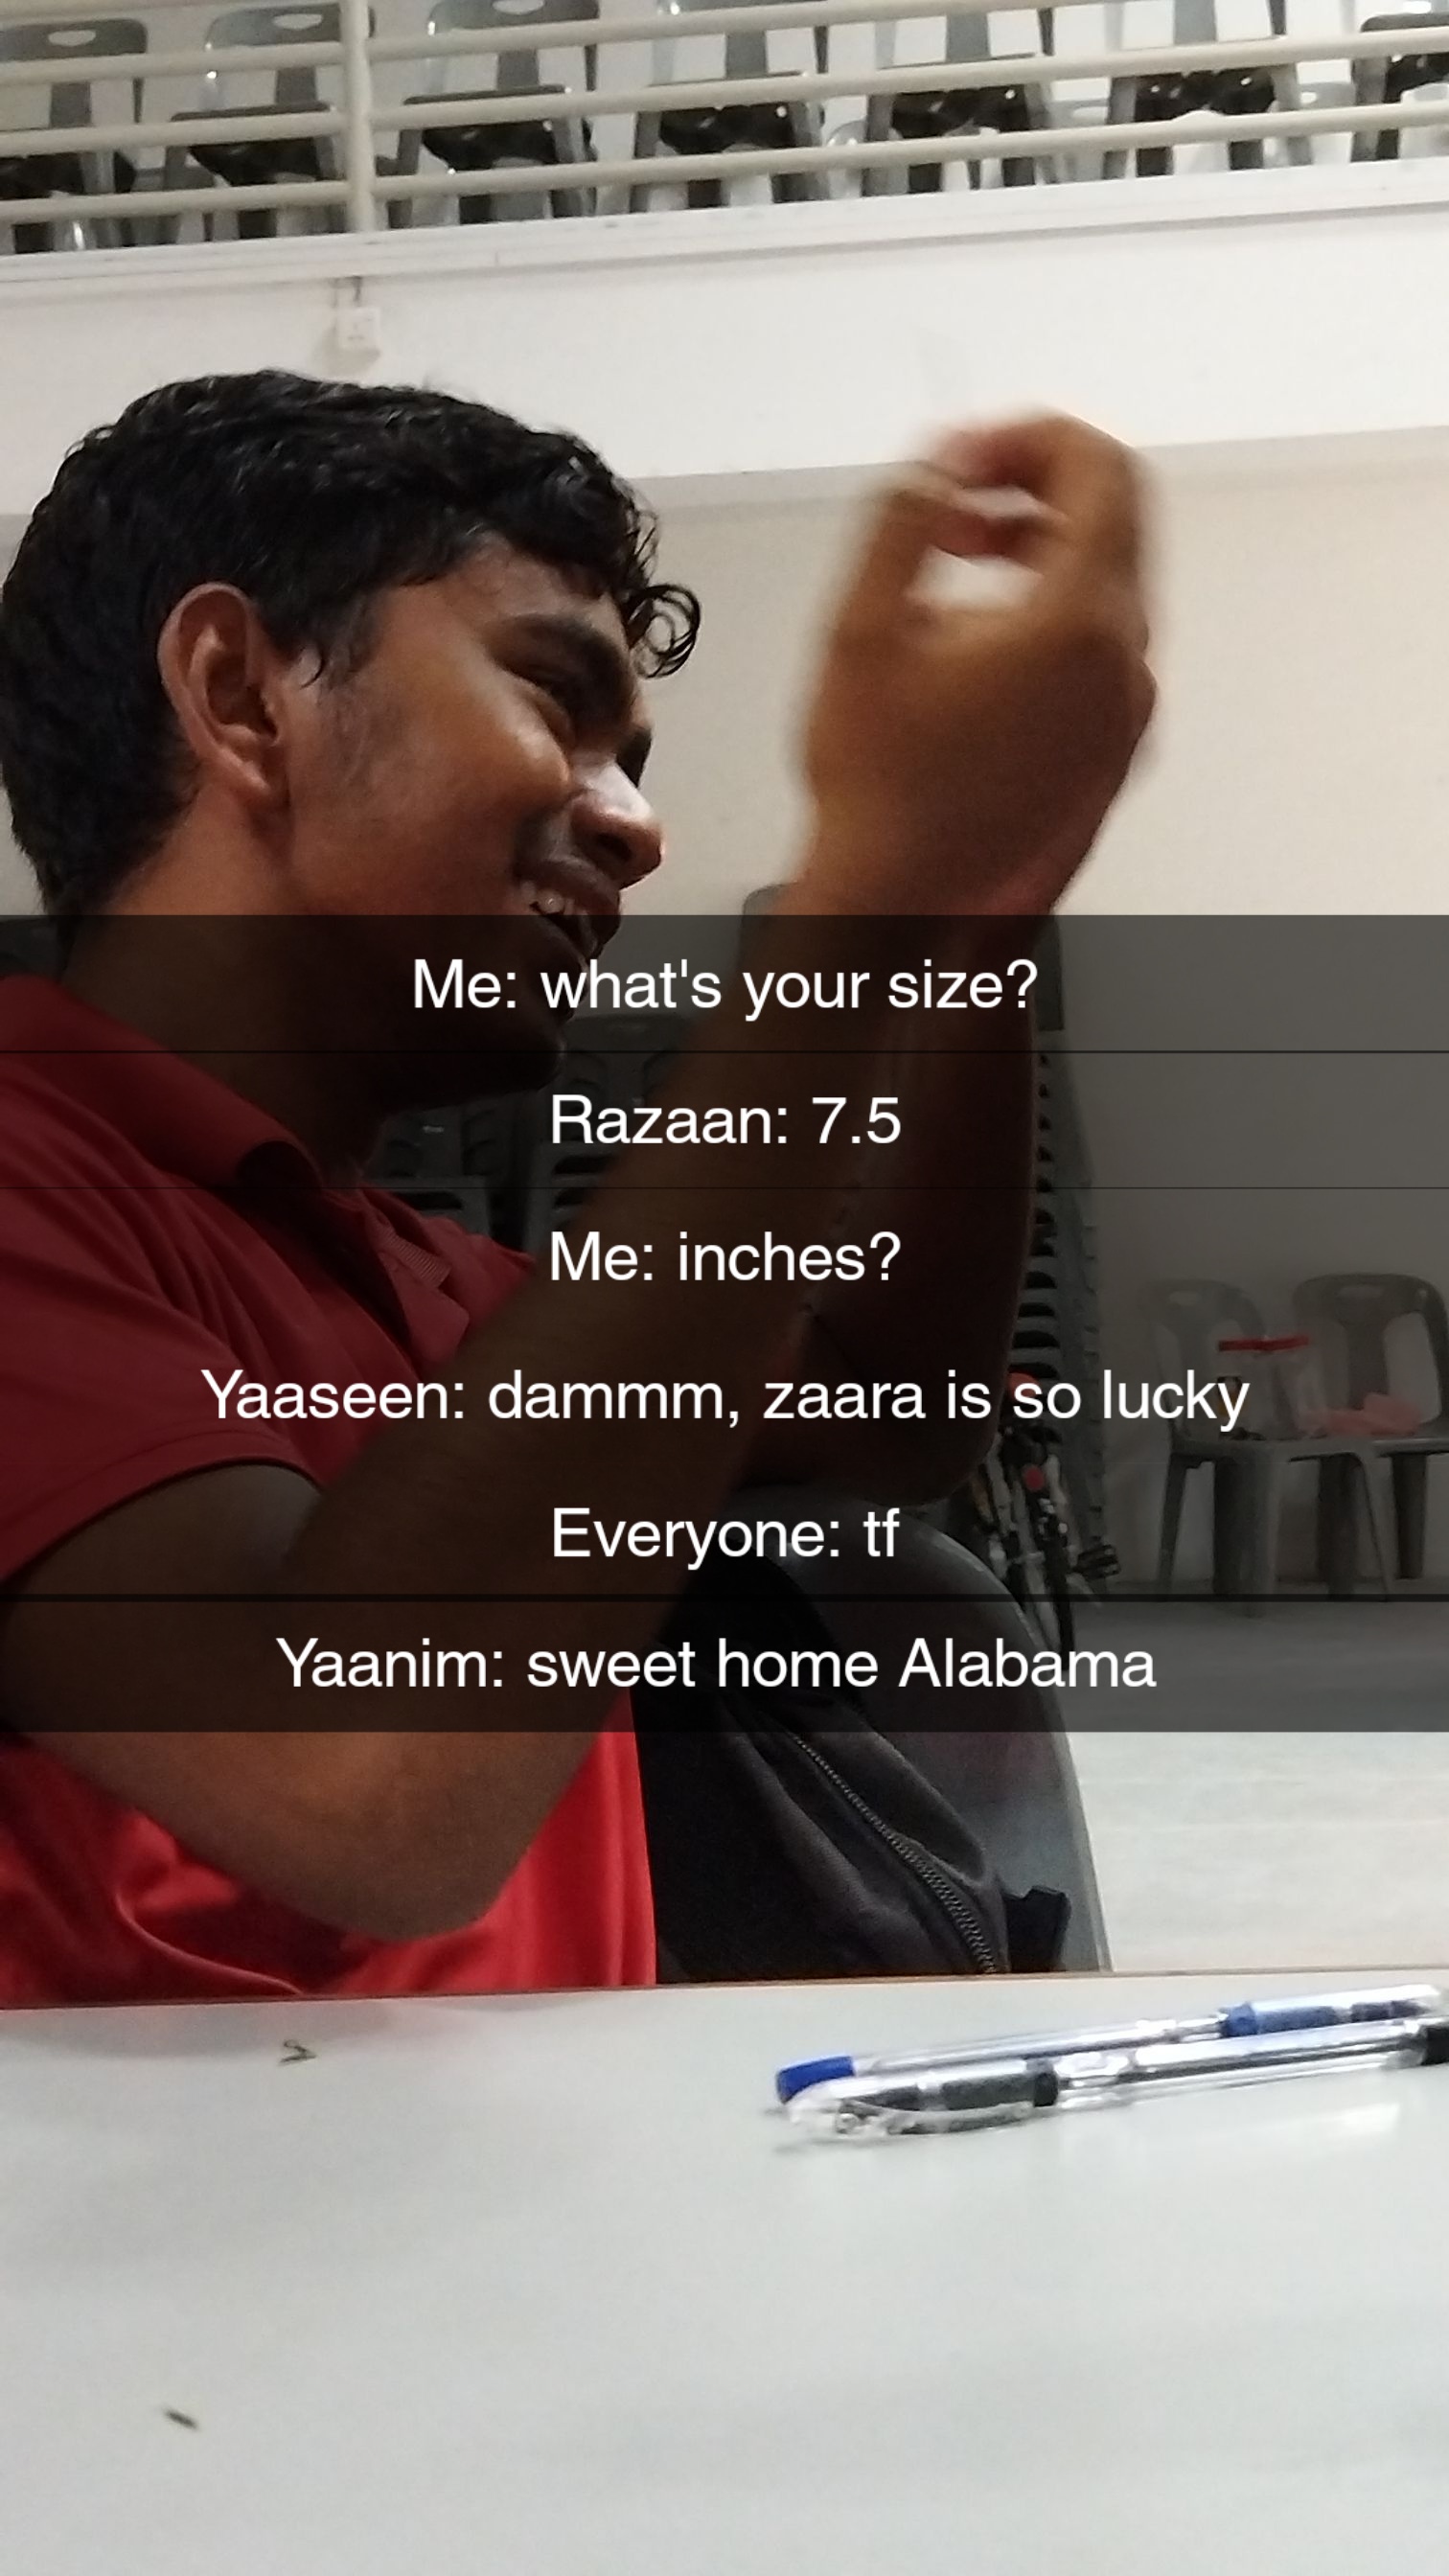 Me: what's your size?
Razaan: 7.5
Me: inches?
Yaaseen: dammm, zaara is so lucky
Everyone: tf
Yaanim: sweet home Alabama